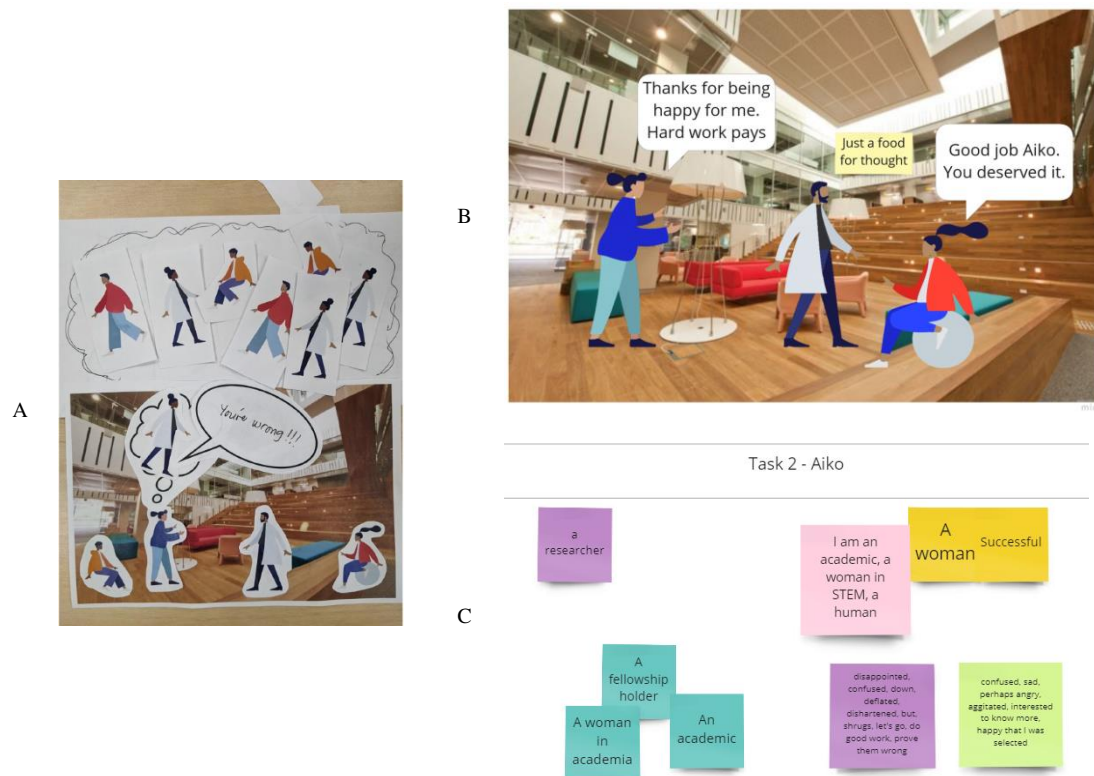 A
You're wrong!!!
B
Thanks for being
happy for me.
Hard work pays
Just a food
for thought
Good job Aiko.
You deserved it.
Task 2 - Aiko
C
a
researcher
I am an
academic, a
woman in
STEM, a
human
A
woman
Successful
A
fellowship
holder
A woman
in
academia
An
academic
disappointed,
confused, down,
deflated,
dishartened, but,
shrugs, let's go, do
good work, prove
them wrong
confused, sad,
perhaps angry,
aggitated, interested
to know more,
happy that I was
selected